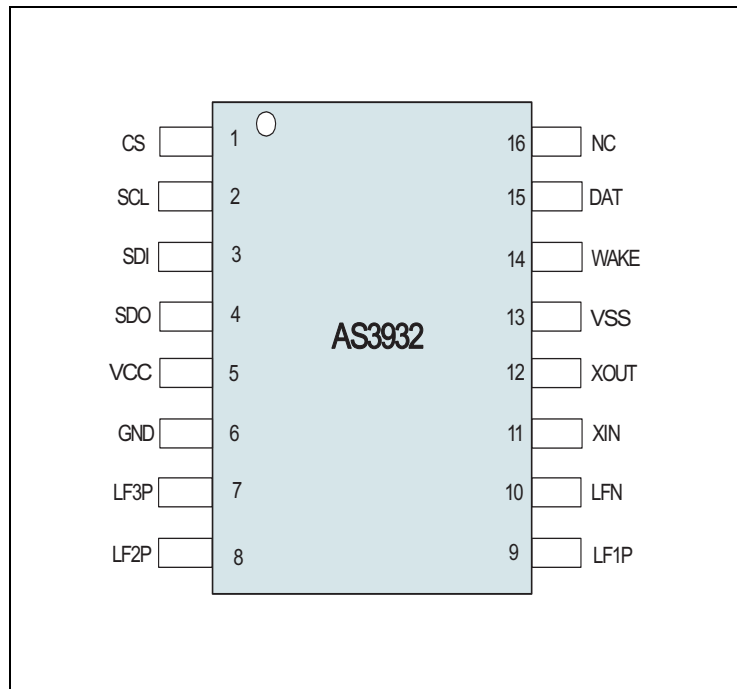 CS 1 16 NC
SCL 2 15 DAT
SDI 3 14 WAKE
SDO 4 13 VSS
AS3932
VCC 5 12 XOUT
GND 6 11 XIN
LF3P 7 10 LFN
LF2P 8 9 LF1P